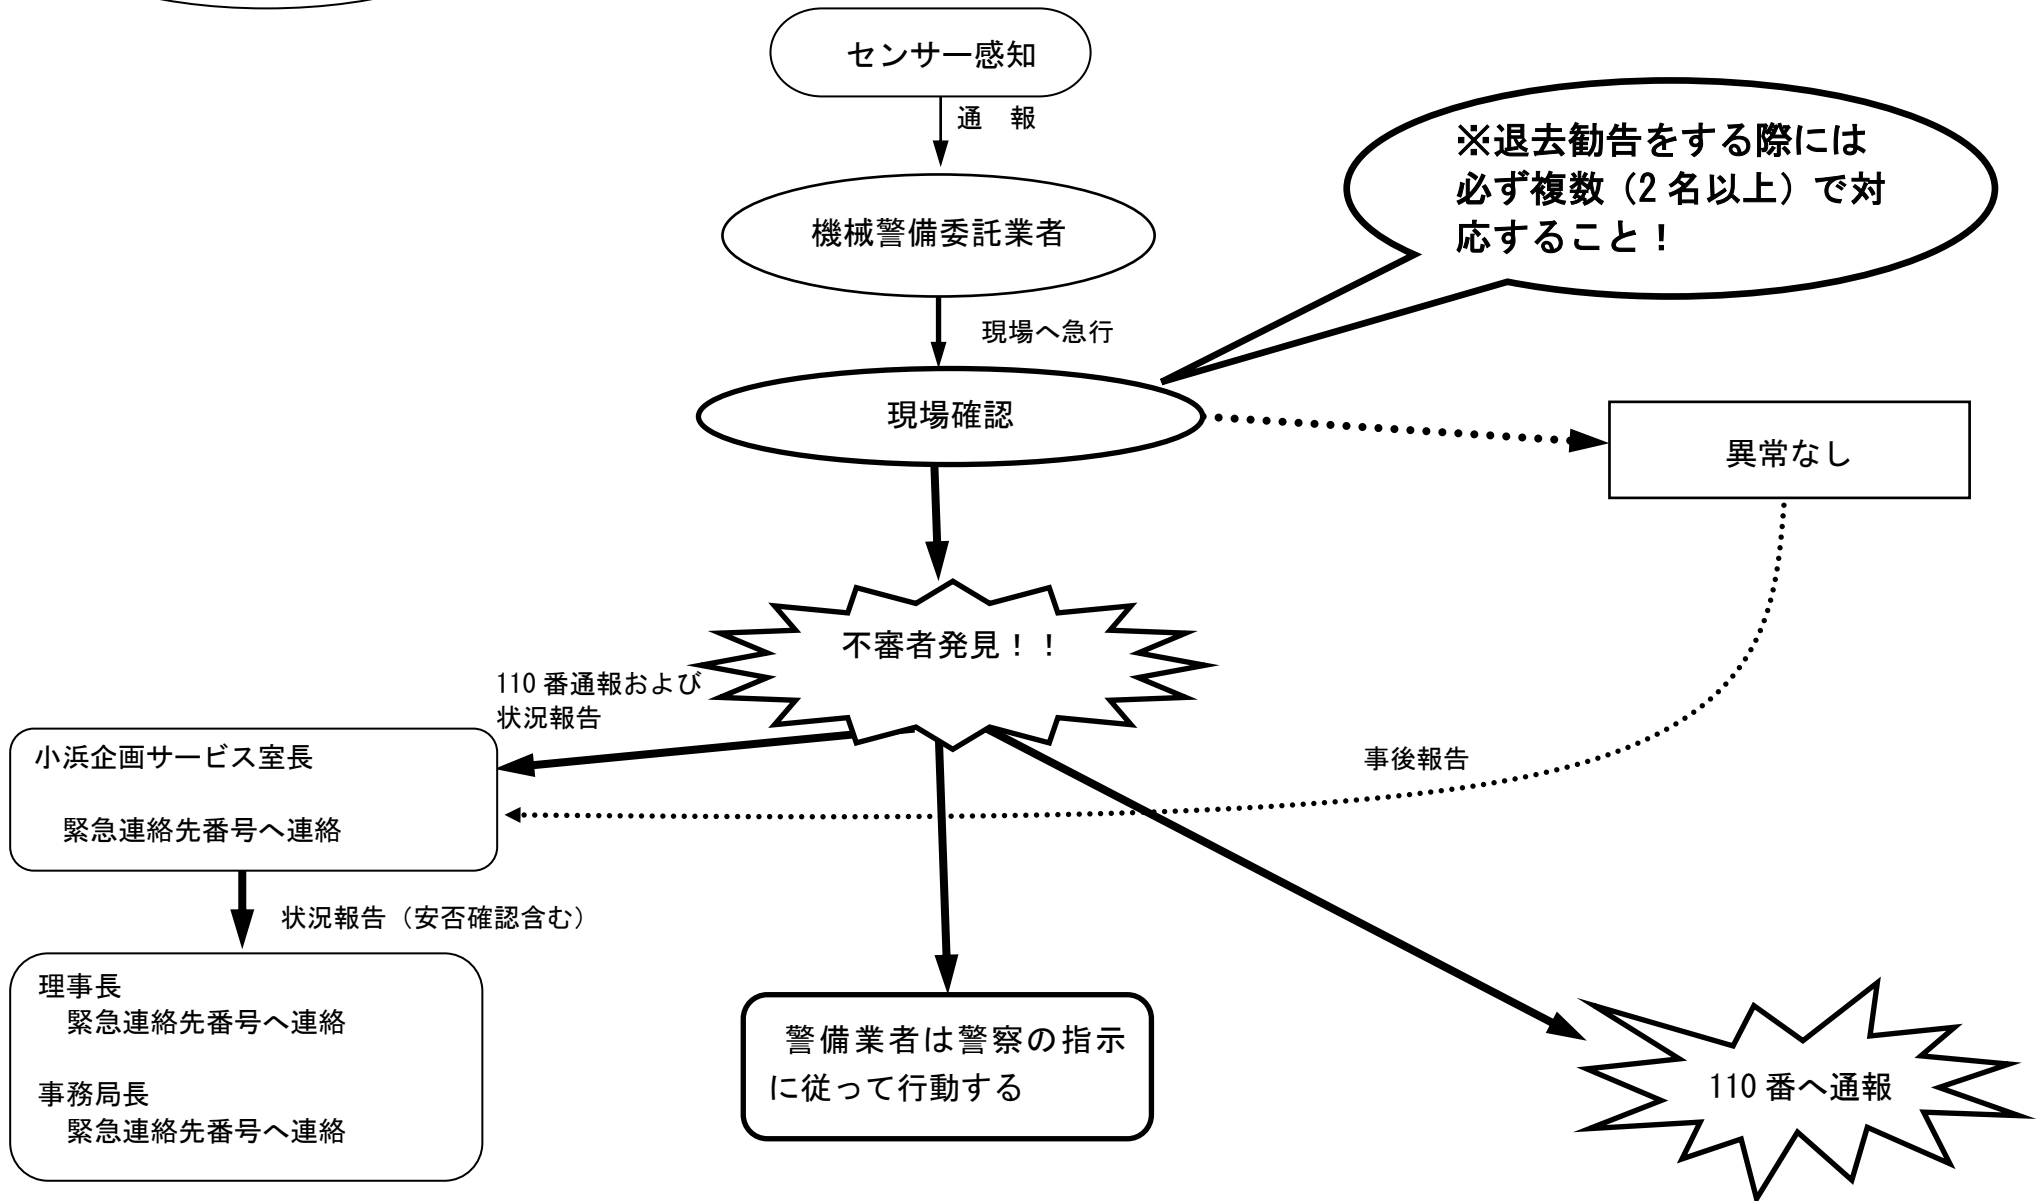 センサー感知
通　報
※退去勧告をする際には
必ず複数（2 名以上）で対
応すること！
機械警備委託業者
現場へ急行
現場確認
異常なし
不審者発見！！
110 番通報および
状況報告
小浜企画サービス室長
緊急連絡先番号へ連絡
事後報告
状況報告（安否確認含む）
理事長
緊急連絡先番号へ連絡
事務局長
緊急連絡先番号へ連絡
警備業者は警察の指示
に従って行動する
110 番へ通報